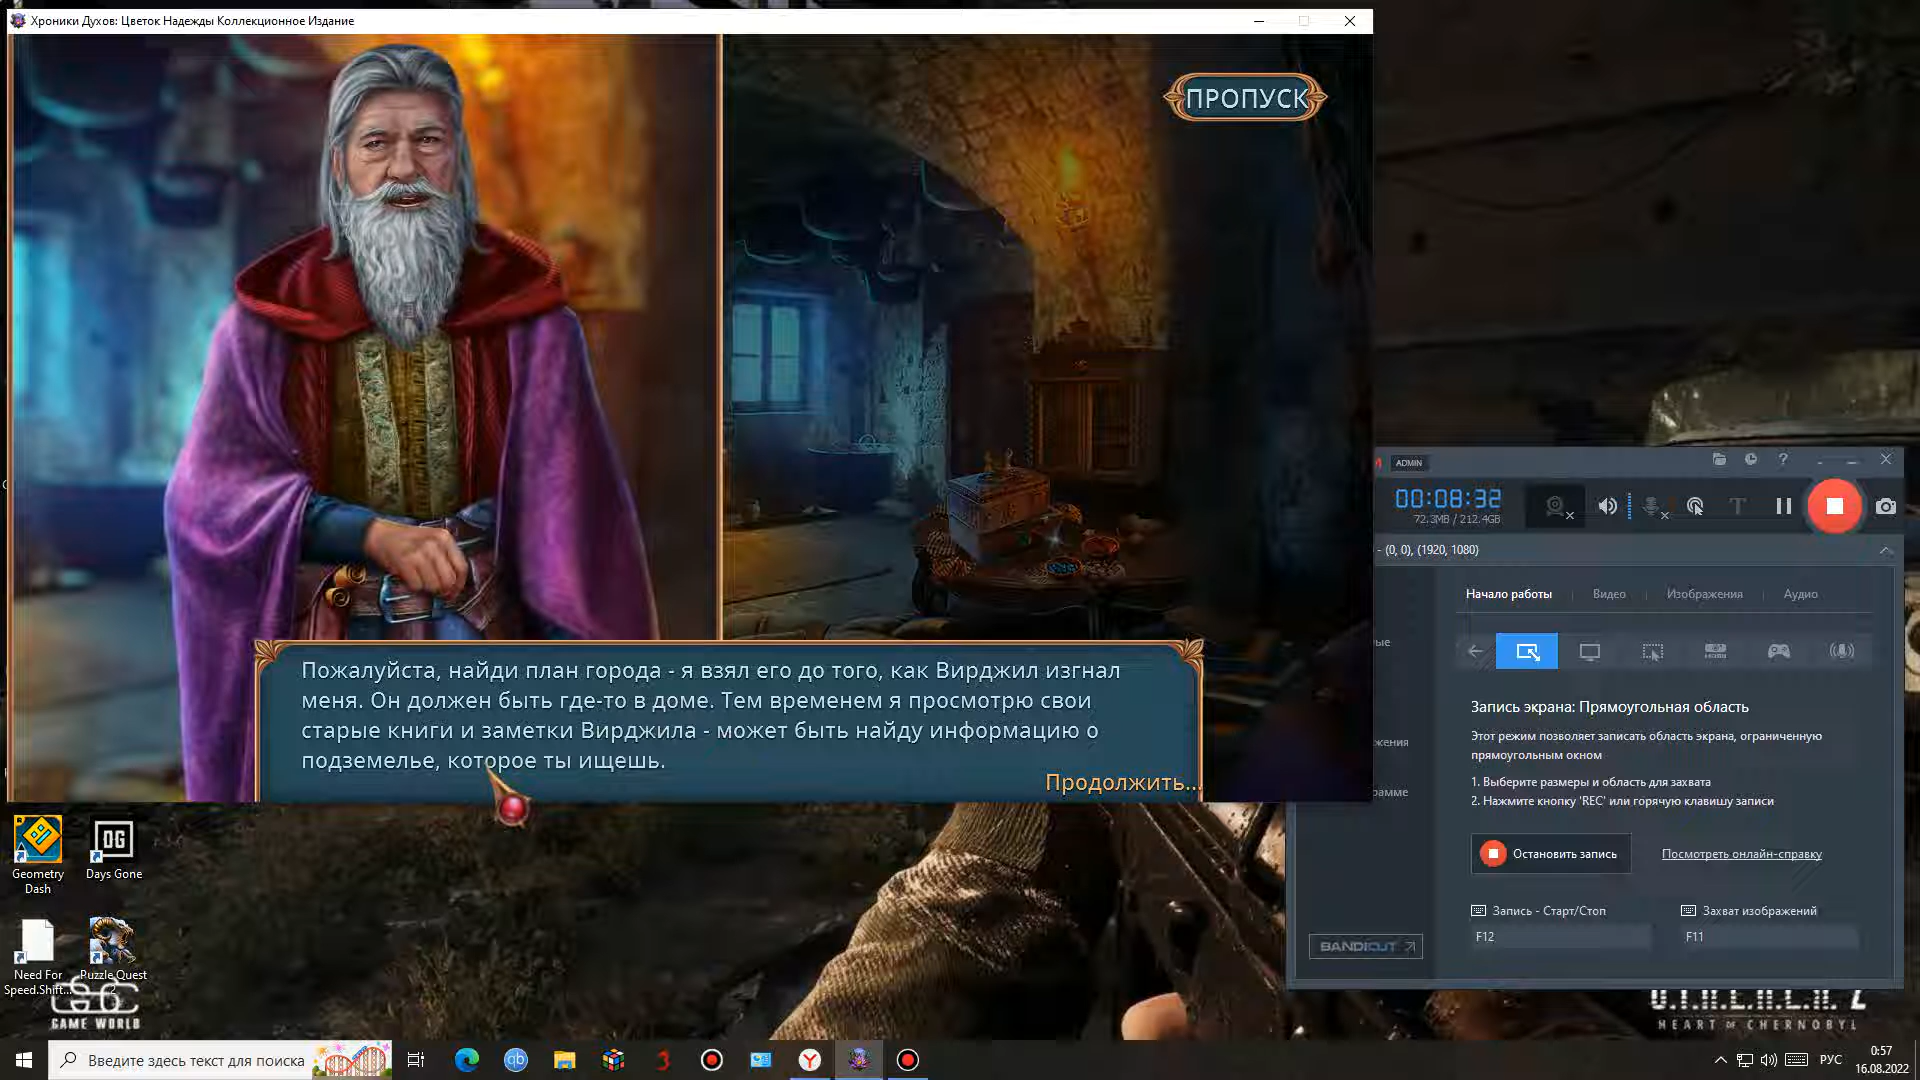 Хроники Духов: Цветок Надежды Коллекционное Издание
ПРОПУСК
Пожалуйста, найди план города - я взял его до того, как Вирджил изгнал
меня. Он должен быть где-то в доме. Тем временем я просмотрю свои
старые книги и заметки Вирджила - может быть найду информацию о
подземелье, которое ты ищешь.
Продолжить...
ADMIN
00:08:32
72.3MB / 212.4GB
- (0, 0), (1920, 1080)
Начало работы
Видео
Изображения
Аудио
Запись экрана: Прямоугольная область
Этот режим позволяет записать область экрана, ограниченную
прямоугольным окном
1. Выберите размеры и область для захвата
2. Нажмите кнопку 'REC' или горячую клавишу записи
Остановить запись
Посмотреть онлайн-справку
Запись - Старт/Стоп
Захват изображений
F12
F11
BANDICUT
Geometry
Dash
Days Gone
Need For
Speed.Shift...
Puzzle Quest
2
GSC
GAME WORLD
S.T.A.L.K.E.R. 2
HEART OF CHERNOBYL
Введите здесь текст для поиска
РУС
0:57
16.08.2022